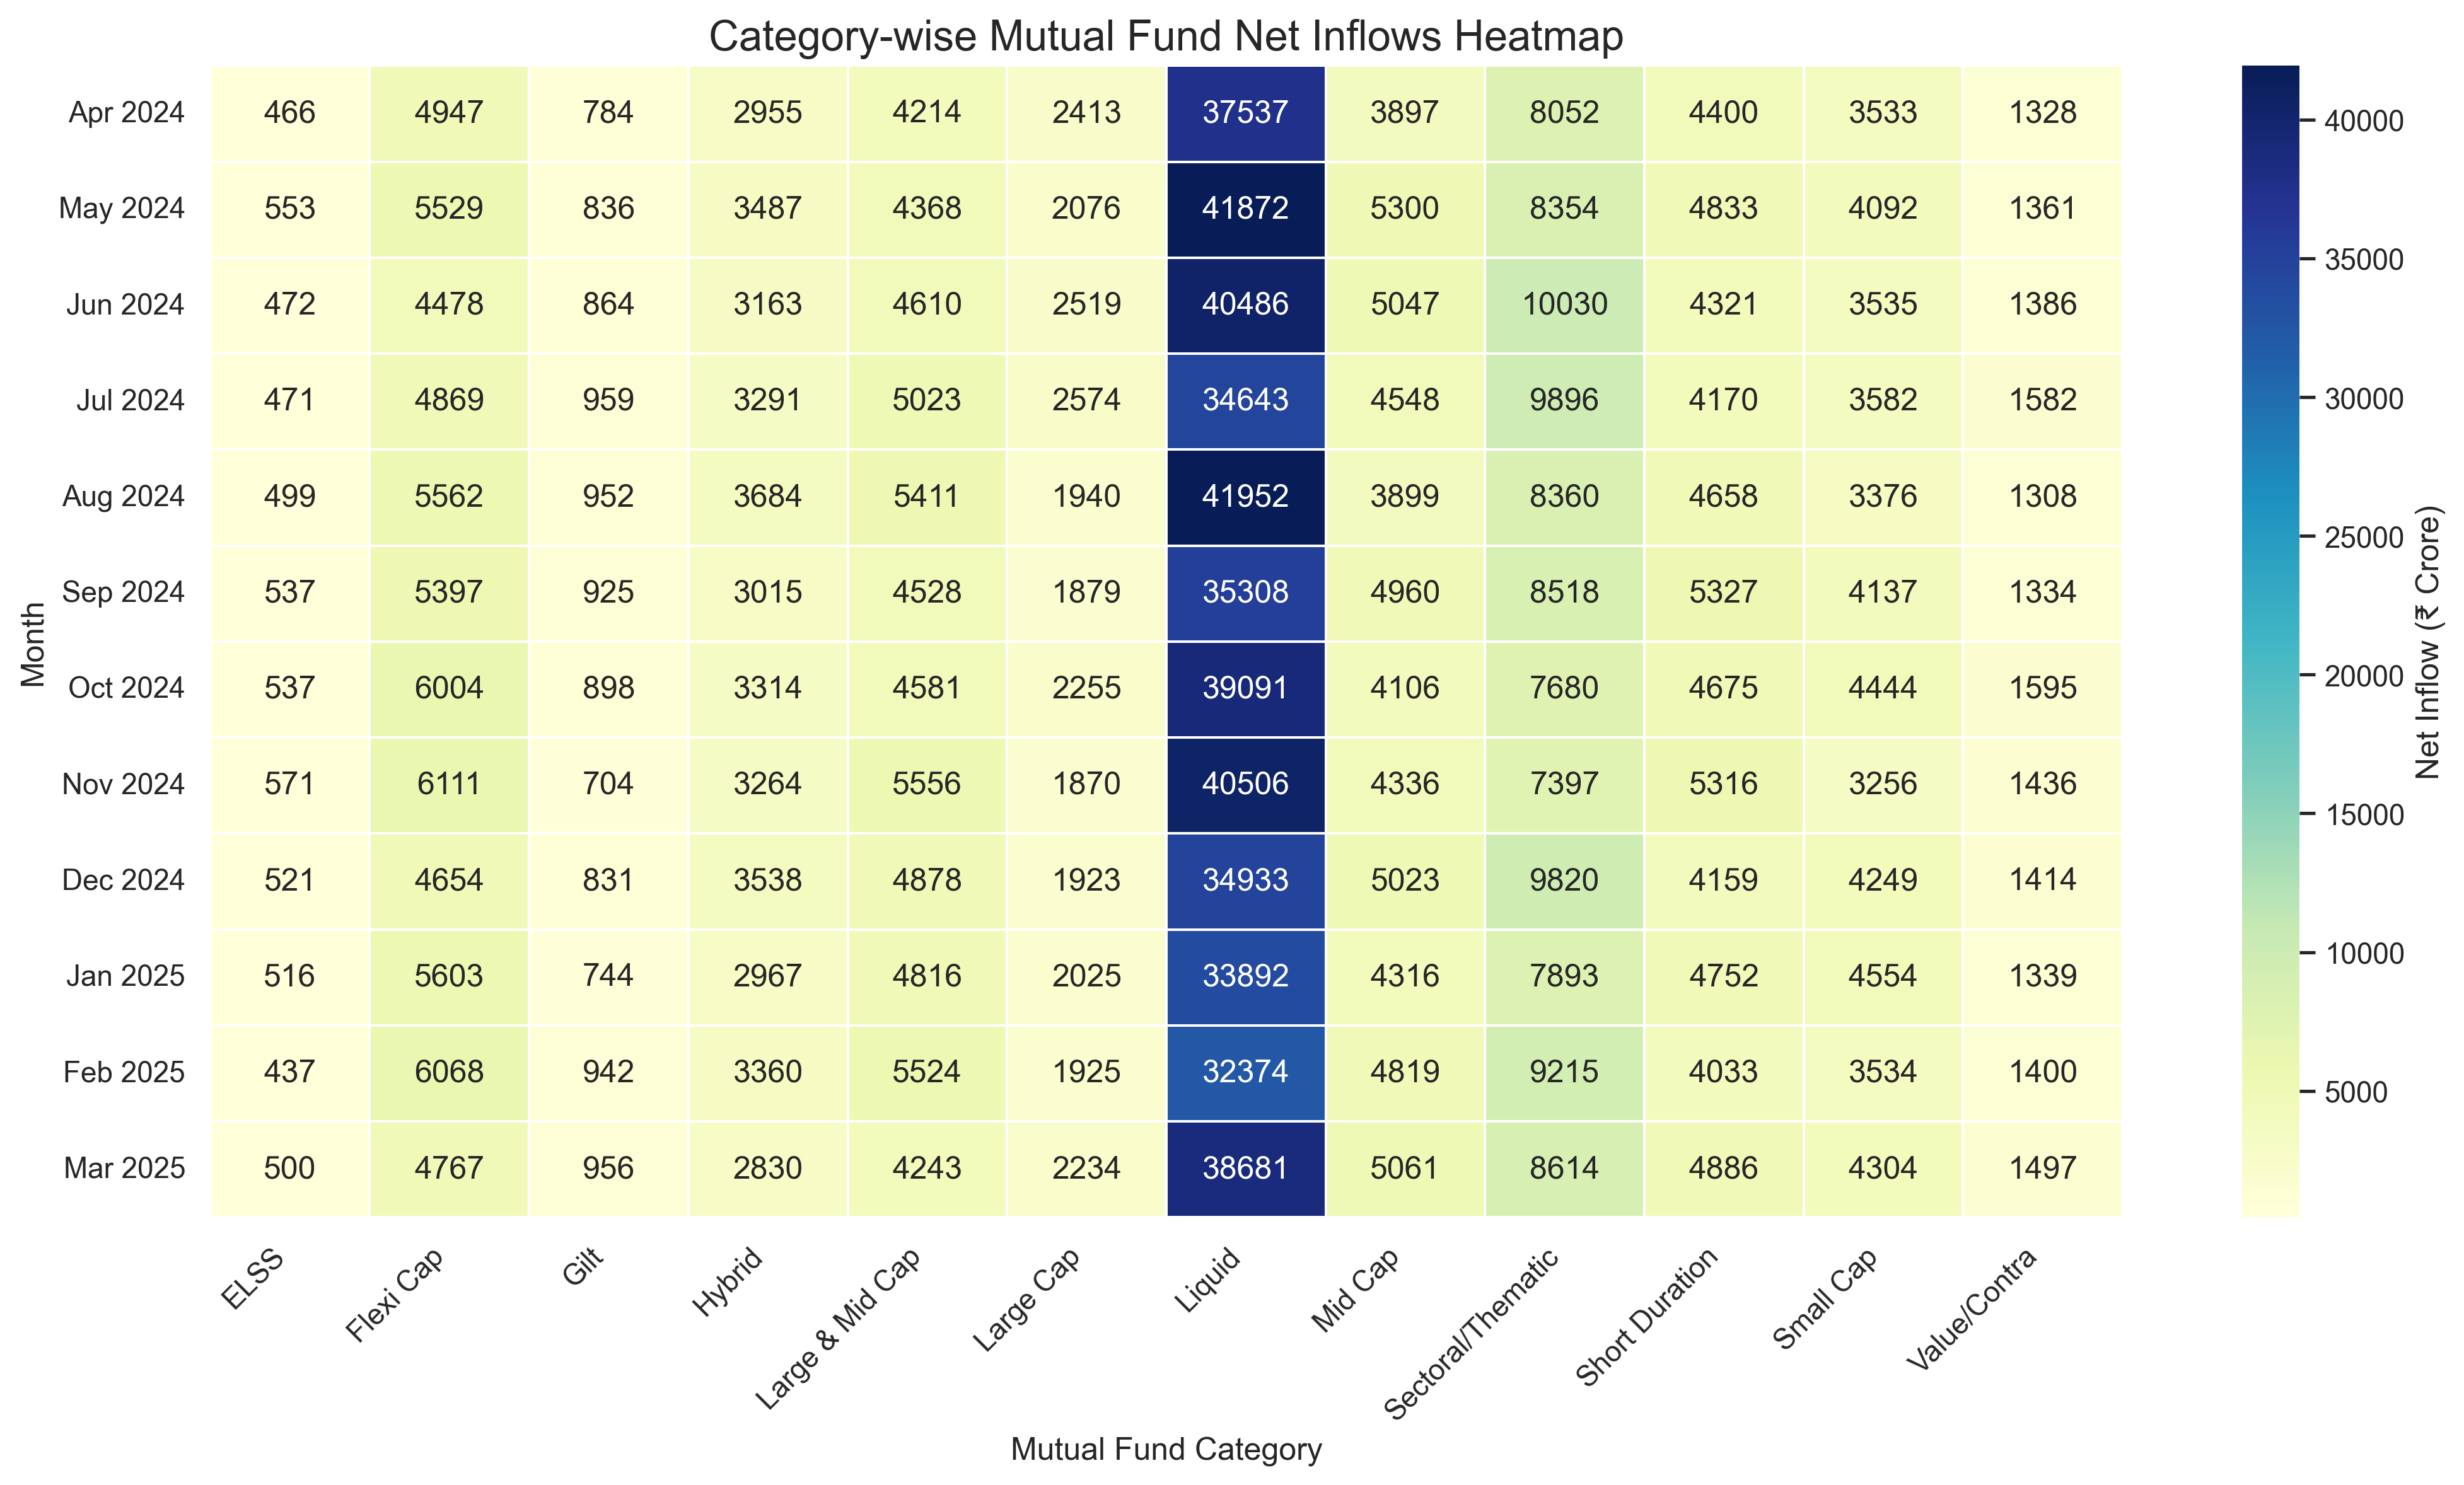 Category-wise Mutual Fund Net Inflows Heatmap
Apr 2024 466 4947 784 2955 4214 2413 37537 3897 8052 4400 3533 1328
May 2024 553 5529 836 3487 4368 2076 41872 5300 8354 4833 4092 1361
Jun 2024 472 4478 864 3163 4610 2519 40486 5047 10030 4321 3535 1386
Jul 2024 471 4869 959 3291 5023 2574 34643 4548 9896 4170 3582 1582
Aug 2024 499 5562 952 3684 5411 1940 41952 3899 8360 4658 3376 1308
Sep 2024 537 5397 925 3015 4528 1879 35308 4960 8518 5327 4137 1334
Oct 2024 537 6004 898 3314 4581 2255 39091 4106 7680 4675 4444 1595
Nov 2024 571 6111 704 3264 5556 1870 40506 4336 7397 5316 3256 1436
Dec 2024 521 4654 831 3538 4878 1923 34933 5023 9820 4159 4249 1414
Jan 2025 516 5603 744 2967 4816 2025 33892 4316 7893 4752 4554 1339
Feb 2025 437 6068 942 3360 5524 1925 32374 4819 9215 4033 3534 1400
Mar 2025 500 4767 956 2830 4243 2234 38681 5061 8614 4886 4304 1497
Month
ELSS
Flexi Cap
Gilt
Hybrid
Large & Mid Cap
Large Cap
Liquid
Mid Cap
Sectoral/Thematic
Short Duration
Small Cap
Value/Contra
Mutual Fund Category
40000
35000
30000
25000
20000
15000
10000
5000
Net Inflow (₹ Crore)